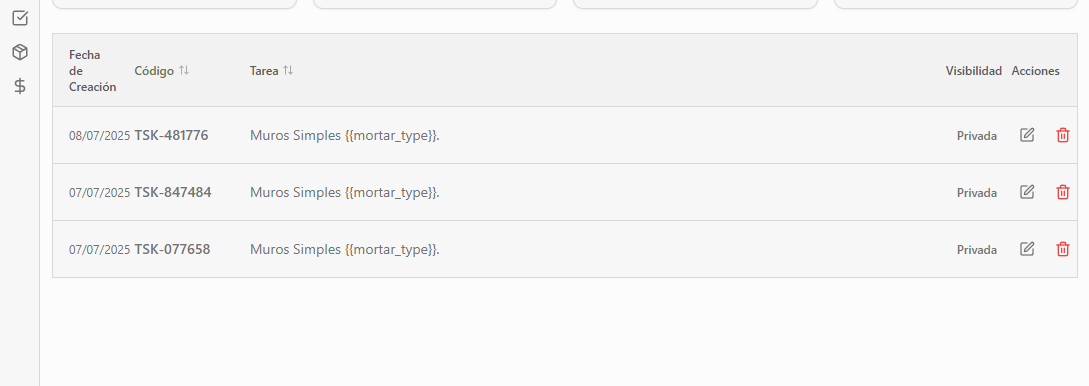 Fecha de Creación Código Tarea Visibilidad Acciones
08/07/2025 TSK-481776 Muros Simples {{mortar_type}}. Privada
07/07/2025 TSK-847484 Muros Simples {{mortar_type}}. Privada
07/07/2025 TSK-077658 Muros Simples {{mortar_type}}. Privada